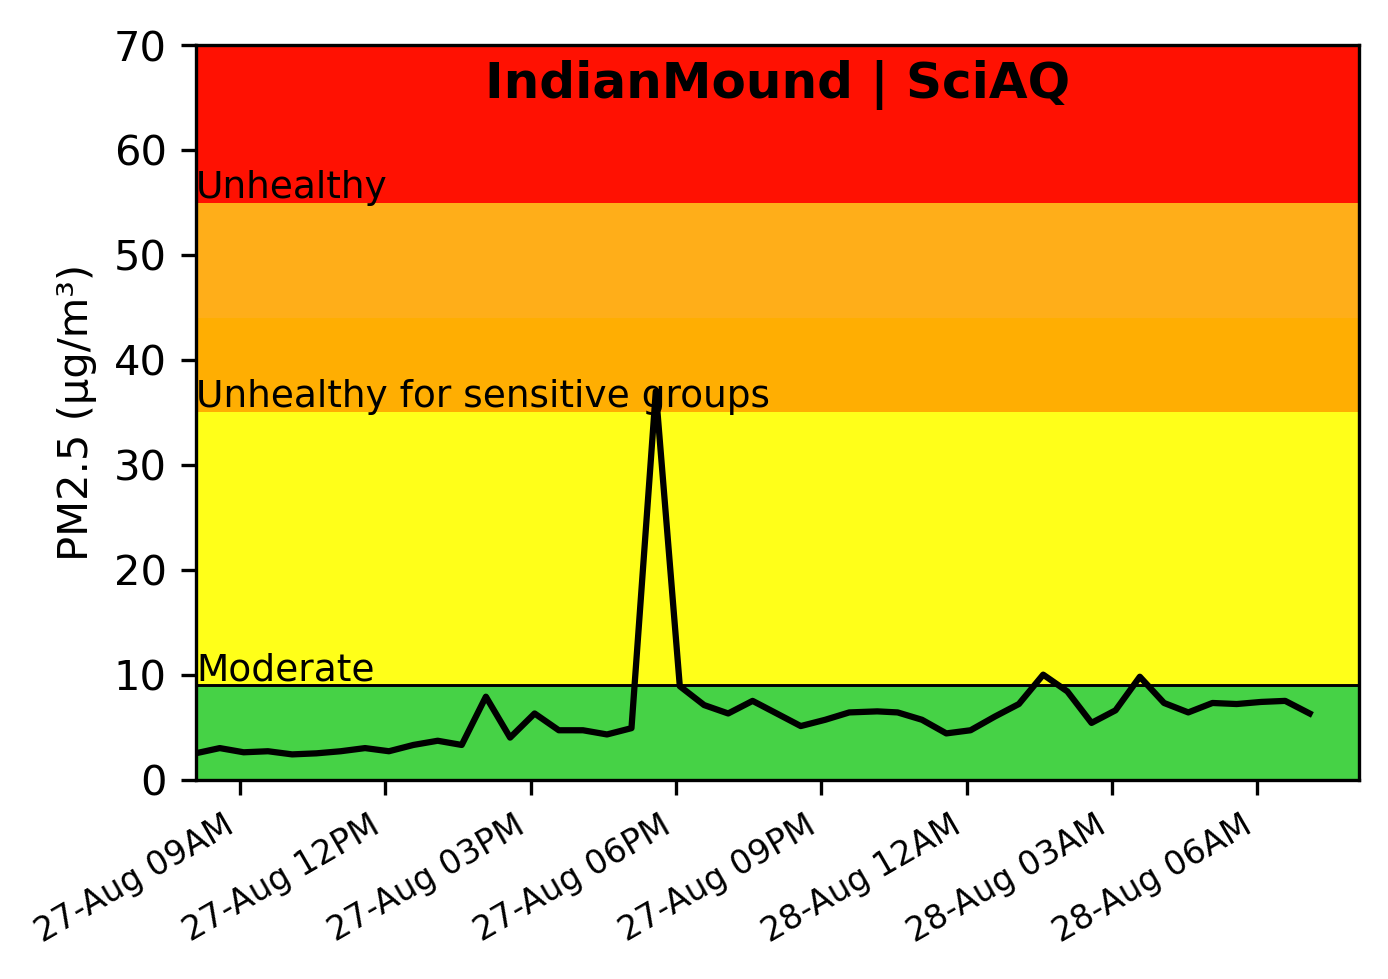 IndianMound | SciAQ
70
60
50
40
30
20
10
0
PM2.5 (µg/m³)
Unhealthy
Unhealthy for sensitive groups
Moderate
27-Aug 09AM
27-Aug 12PM
27-Aug 03PM
27-Aug 06PM
27-Aug 09PM
28-Aug 12AM
28-Aug 03AM
28-Aug 06AM